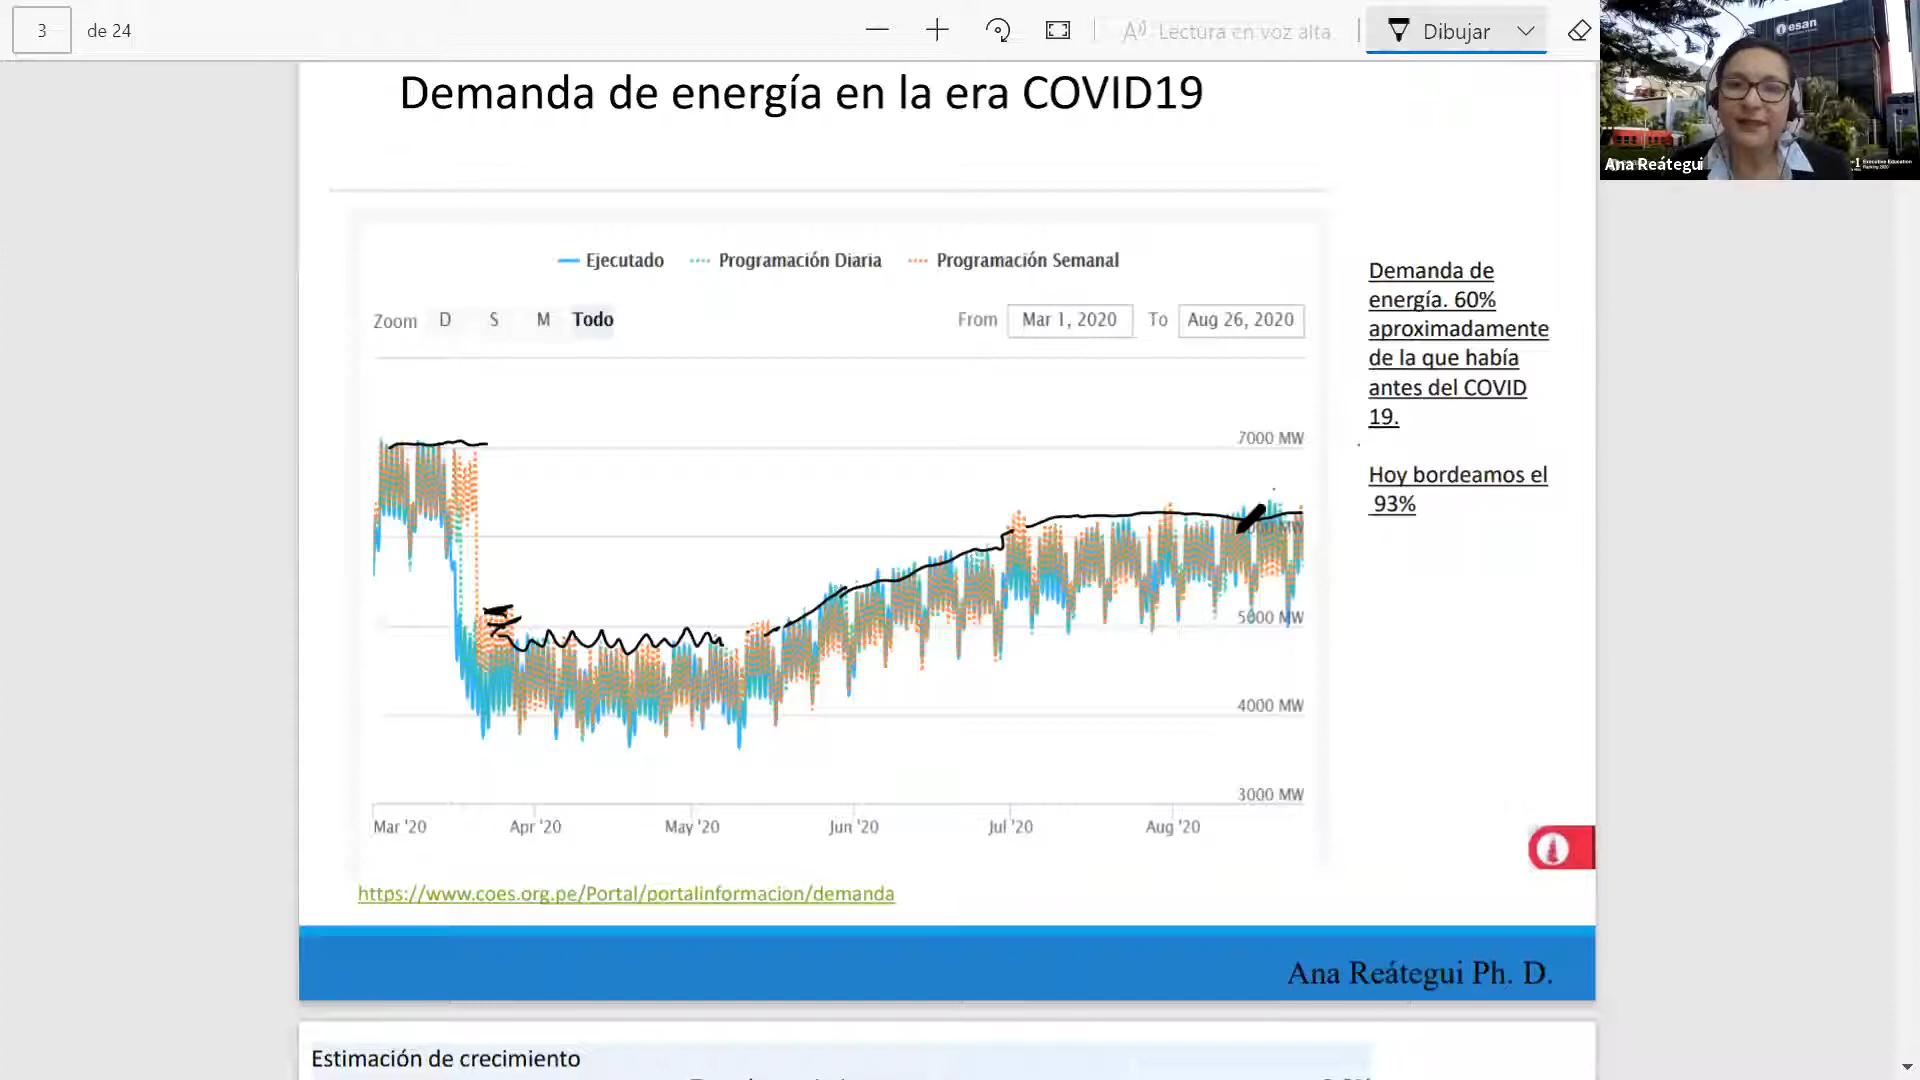 3 de 24
Lectura en voz alta
Dibujar
esan
Ana Reátegui
Executive Education
Demanda de energía en la era COVID19
Ejecutado Programación Diaria Programación Semanal
Zoom D S M Todo From Mar 1, 2020 To Aug 26, 2020
7000 MW
MW
5000 MW
4000 MW
3000 MW
Mar '20 Apr '20 May '20 Jun '20 Jul '20 Aug '20
Demanda de
energía. 60%
aproximadamente
de la que había
antes del COVID
19.
Hoy bordeamos el
93%
https://www.coes.org.pe/Portal/portalinformacion/demanda
Ana Reátegui Ph. D.
Estimación de crecimiento